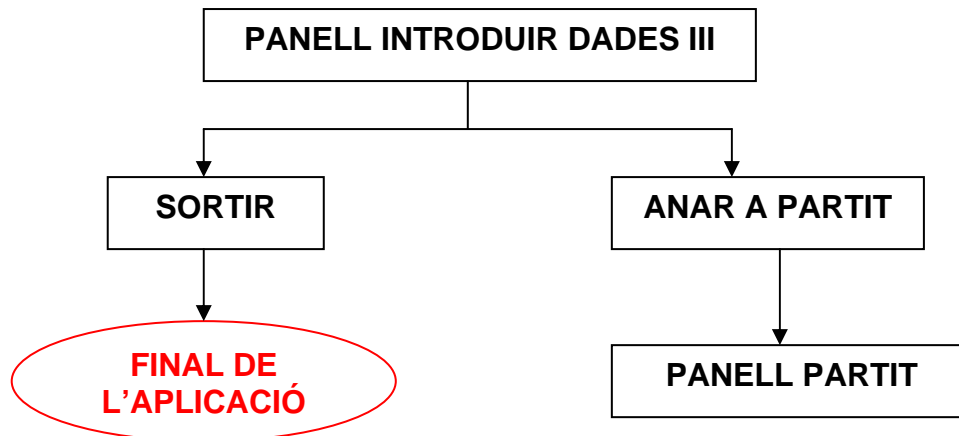 PANELL INTRODUIR DADES III
SORTIR
ANAR A PARTIT
FINAL DE
L’APLICACIÓ
PANELL PARTIT